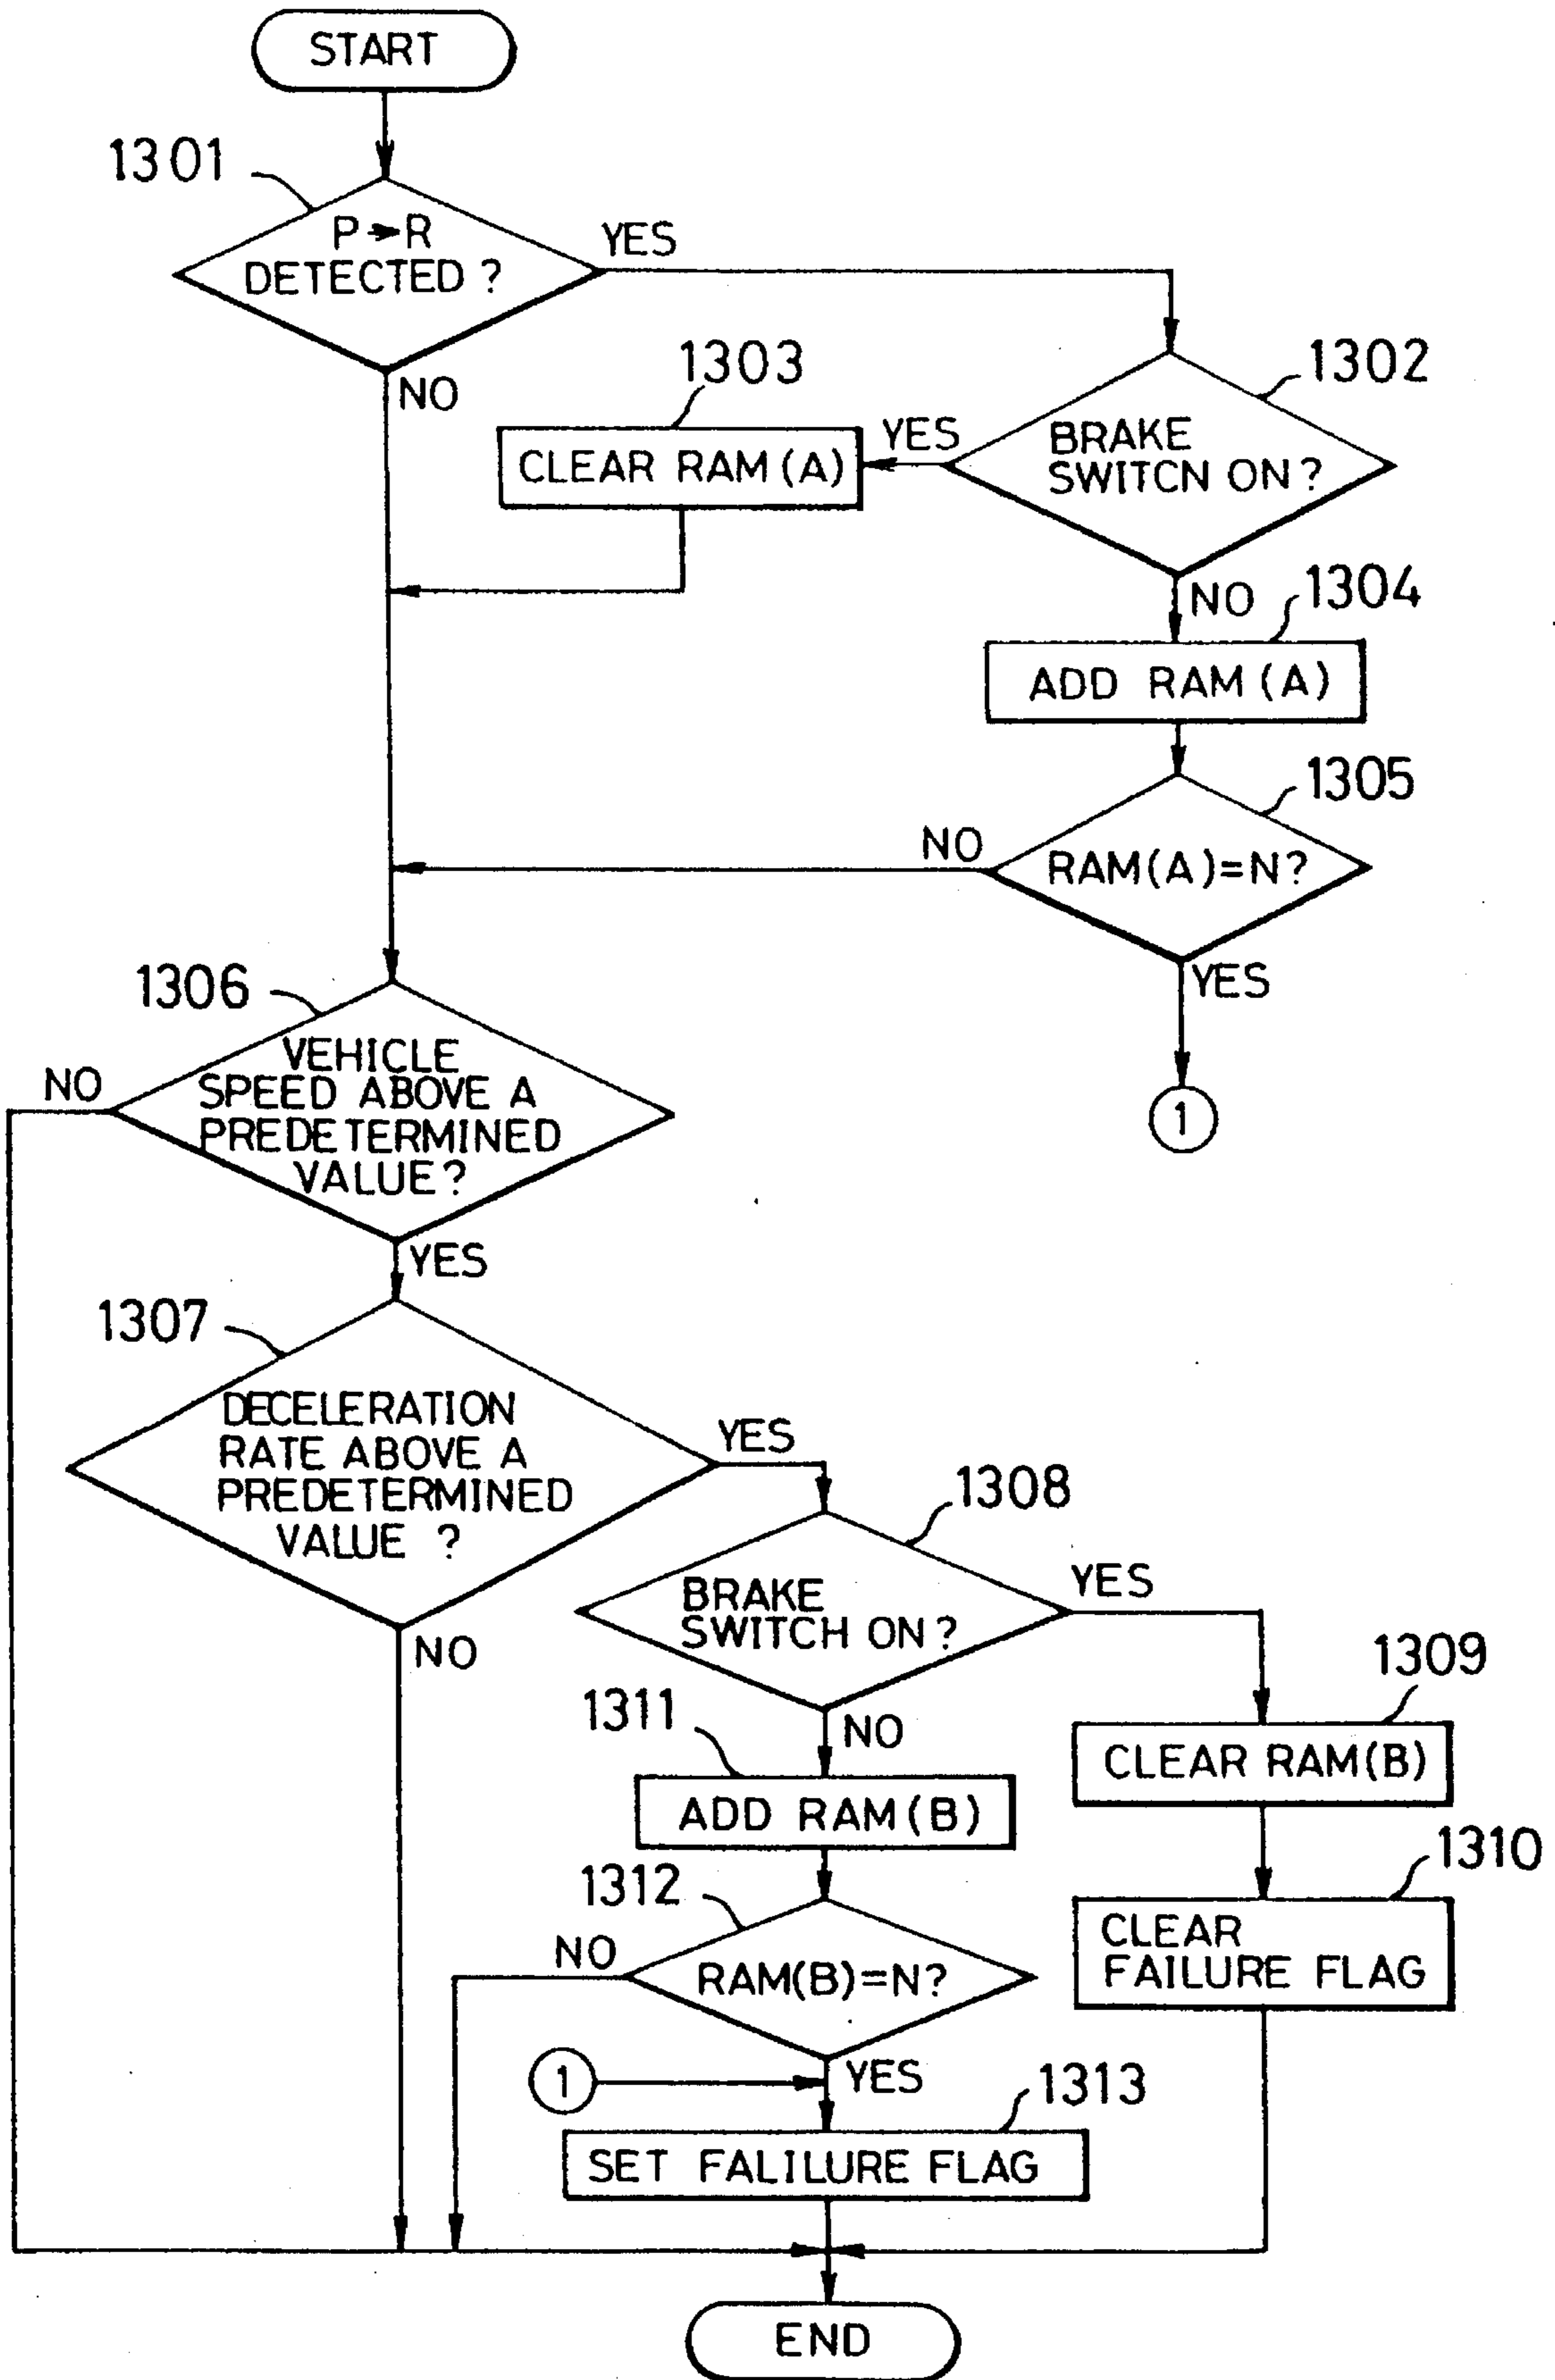 START
1301
P→R
DETECTED?
YES
NO
1303
CLEAR RAM(A)
YES
1302
BRAKE
SWITCN ON?
NO
1304
ADD RAM(A)
1305
NO
RAM(A)=N?
YES
1
1306
NO
VEHICLE
SPEED ABOVE A
PREDETERMINED
VALUE?
YES
1307
DECELERATION
RATE ABOVE A
PREDETERMINED
VALUE?
YES
NO
1308
BRAKE
SWITCH ON?
YES
NO
1309
CLEAR RAM(B)
1310
CLEAR
FAILURE FLAG
1311
ADD RAM(B)
1312
NO
RAM(B)=N?
YES
1
1313
SET FALILURE FLAG
END